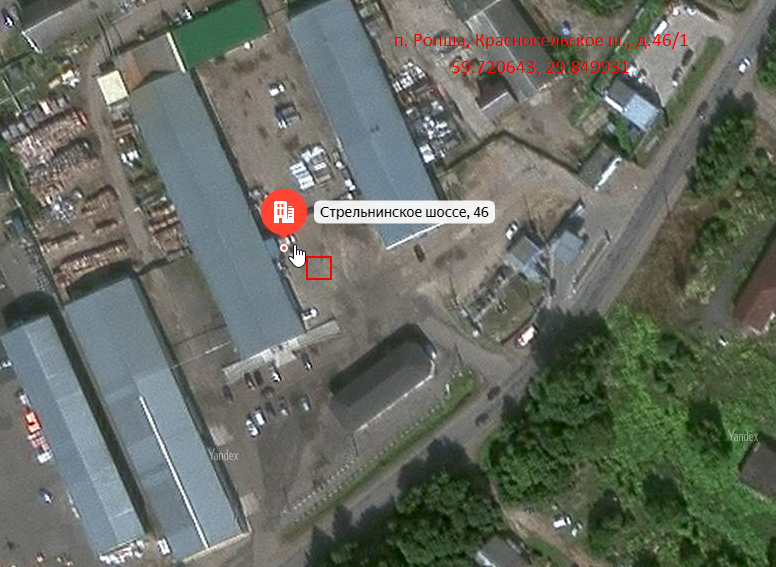 п. Ропша, Красносельское ш., д.46/1
59.720643, 29.849931
Стрельнинское шоссе, 46
Yandex
Yandex